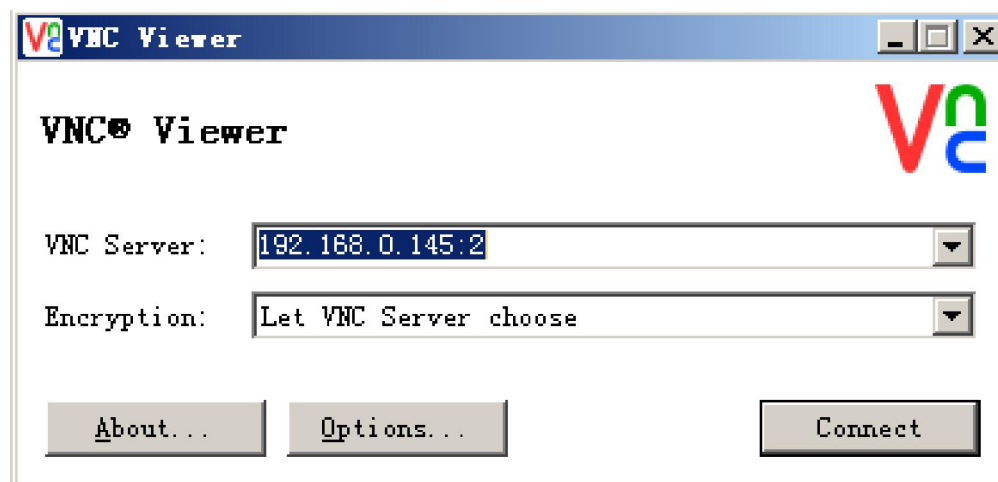 VNC Viewer
VNC® Viewer
VNC Server: 192.168.0.145:2
Encryption: Let VNC Server choose
About... Options... Connect